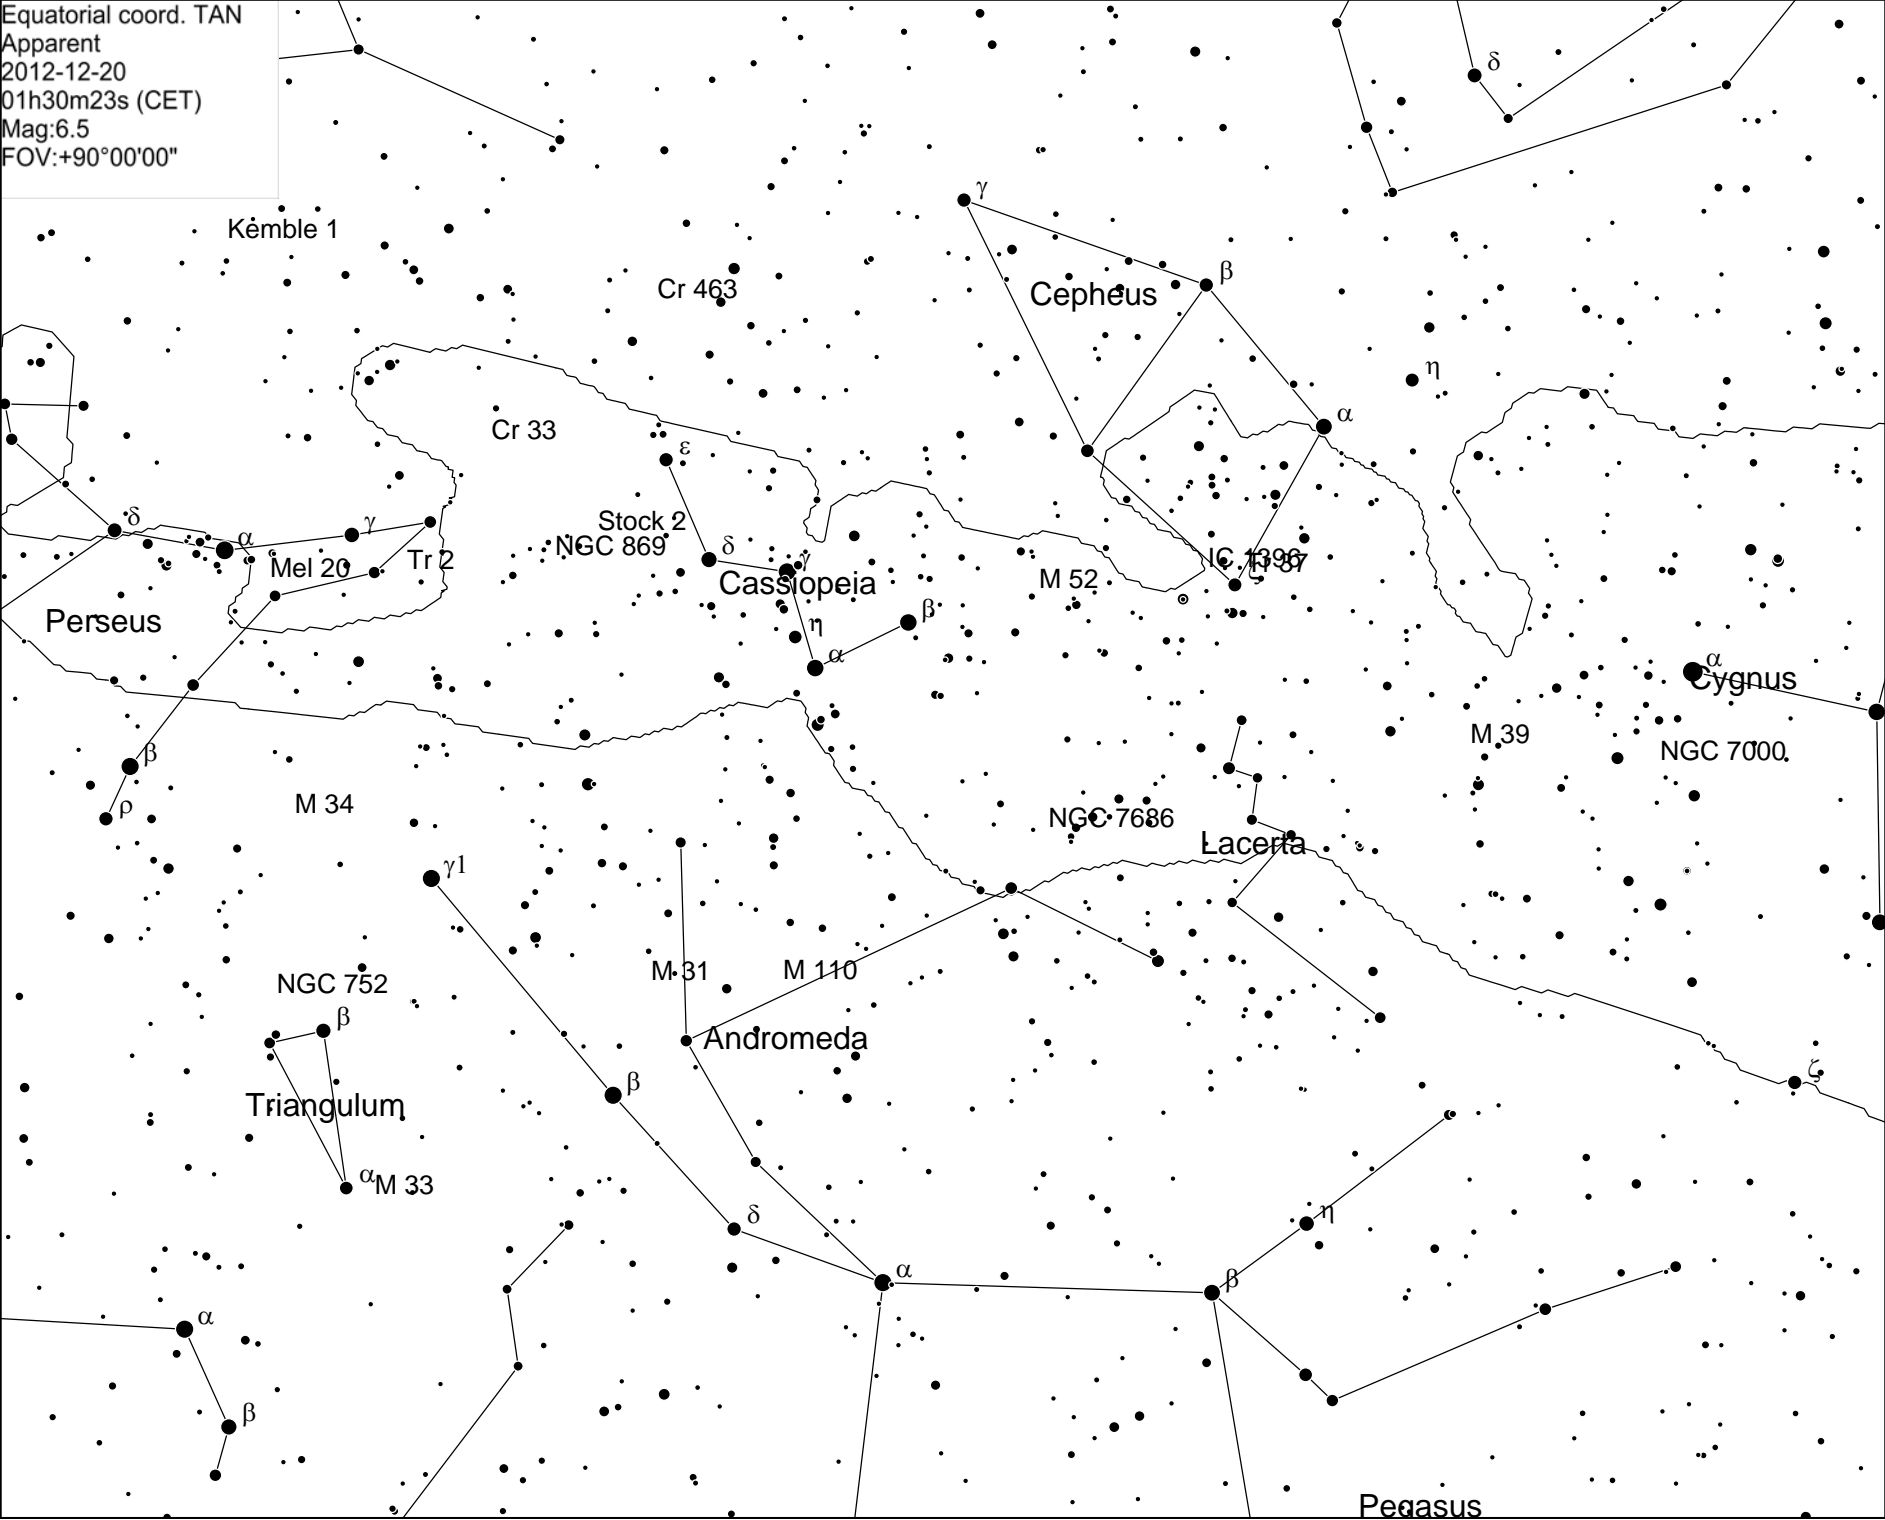 Equatorial coord. TAN
Apparent
2012-12-20
01h30m23s (CET)
Mag:6.5
FOV:+90°00'00"
δ
γ
Kemble 1
β
Cr 463
Cepheus
η
α
Cr 33
ε
δ
γ
Stock 2
α
NGC 869
δ
γ
IC 1396
Mel 20
Tr 2
Tr 37
ζ
Cassiopeia
M 52
β
Perseus
η
α
α
Cygnus
M 39
β
NGC 7000
M 34
ρ
NGC 7686
Lacerta
γ1
M 31
M 110
NGC 752
β
Andromeda
ζ
β
Triangulum
α
M 33
δ
η
α
β
α
β
Pegasus